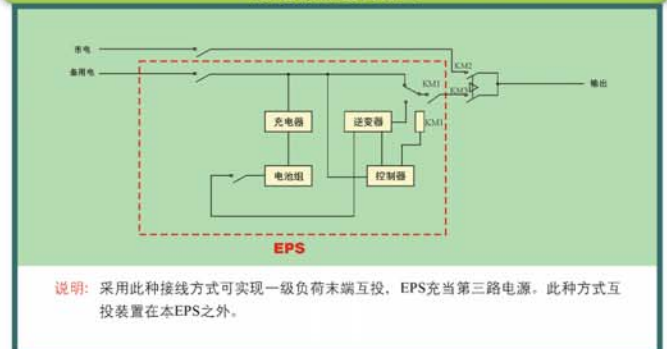 市电
备用电
KM2
KM1
KM3
输出
充电器
逆变器
KM1
电池组
控制器
EPS
说明: 采用此种接线方式可实现一级负荷末端互投，EPS充当第三路电源。此种方式互
投装置在本EPS之外。